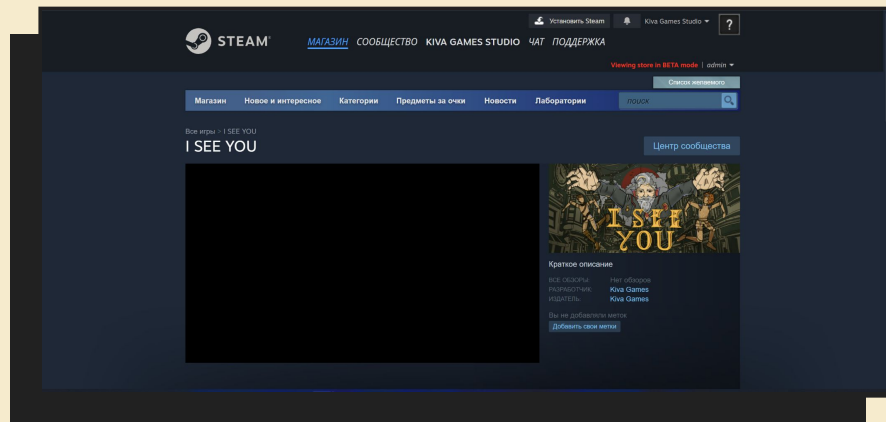 Установить Steam
Kiva Games Studio
?
STEAM®
МАГАЗИН СООБЩЕСТВО KIVA GAMES STUDIO ЧАТ ПОДДЕРЖКА
Viewing store in BETA mode | admin
Список желаемого
Магазин Новое и интересное Категории Предметы за очки Новости Лаборатории поиск
Все игры > I SEE YOU
I SEE YOU
Центр сообщества
I SEE
YOU
Краткое описание
ВСЕ ОБЗОРЫ: Нет обзоров
РАЗРАБОТЧИК: Kiva Games
ИЗДАТЕЛЬ: Kiva Games
Вы не добавляли меток
Добавить свои метки